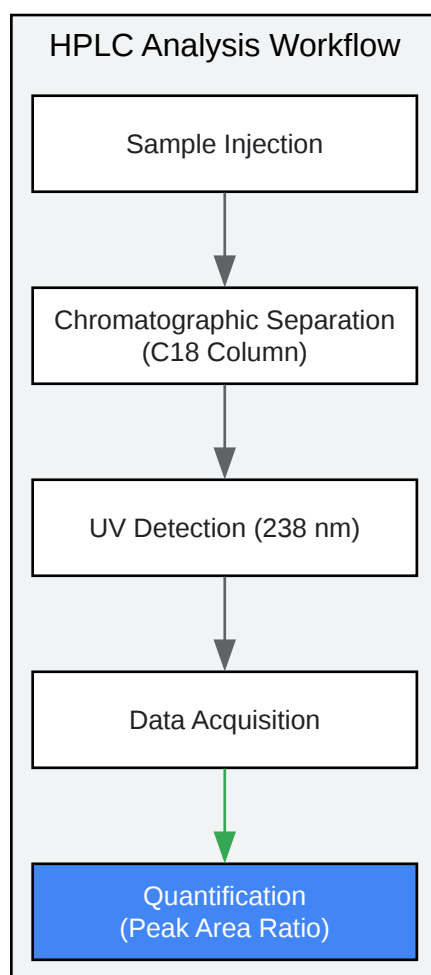 HPLC Analysis Workflow
Sample Injection
Chromatographic Separation
(C18 Column)
UV Detection (238 nm)
Data Acquisition
Quantification
(Peak Area Ratio)